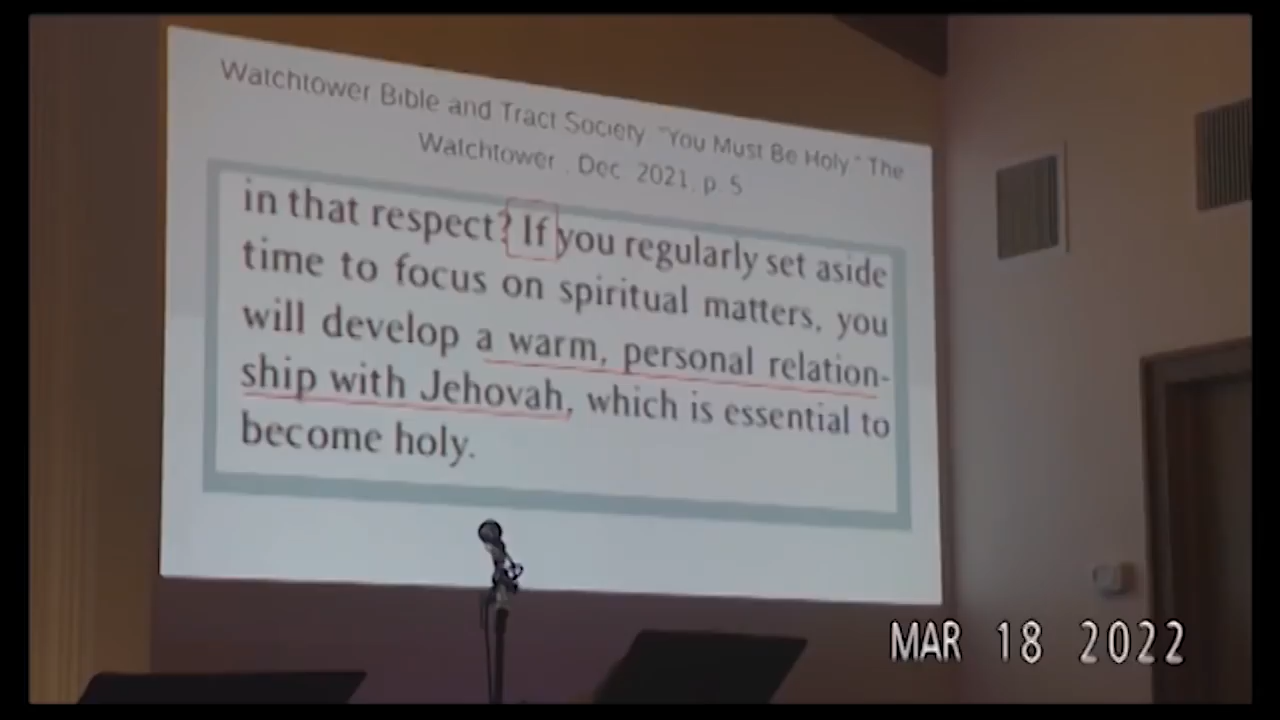 Watchtower Bible and Tract Society "You Must Be Holy." The
Watchtower. Dec. 2021, p. 5
in that respect? If you regularly set aside
time to focus on spiritual matters, you
will develop a warm, personal relation-
ship with Jehovah, which is essential to
become holy.
MAR 18 2022